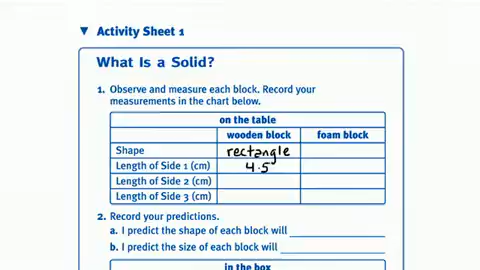 ▼ Activity Sheet 1
What Is a Solid?
1. Observe and measure each block. Record your
measurements in the chart below.
on the table
wooden block foam block
Shape rectangle
Length of Side 1 (cm) 4.5
Length of Side 2 (cm)
Length of Side 3 (cm)
2. Record your predictions.
a. I predict the shape of each block will
b. I predict the size of each block will
in the box